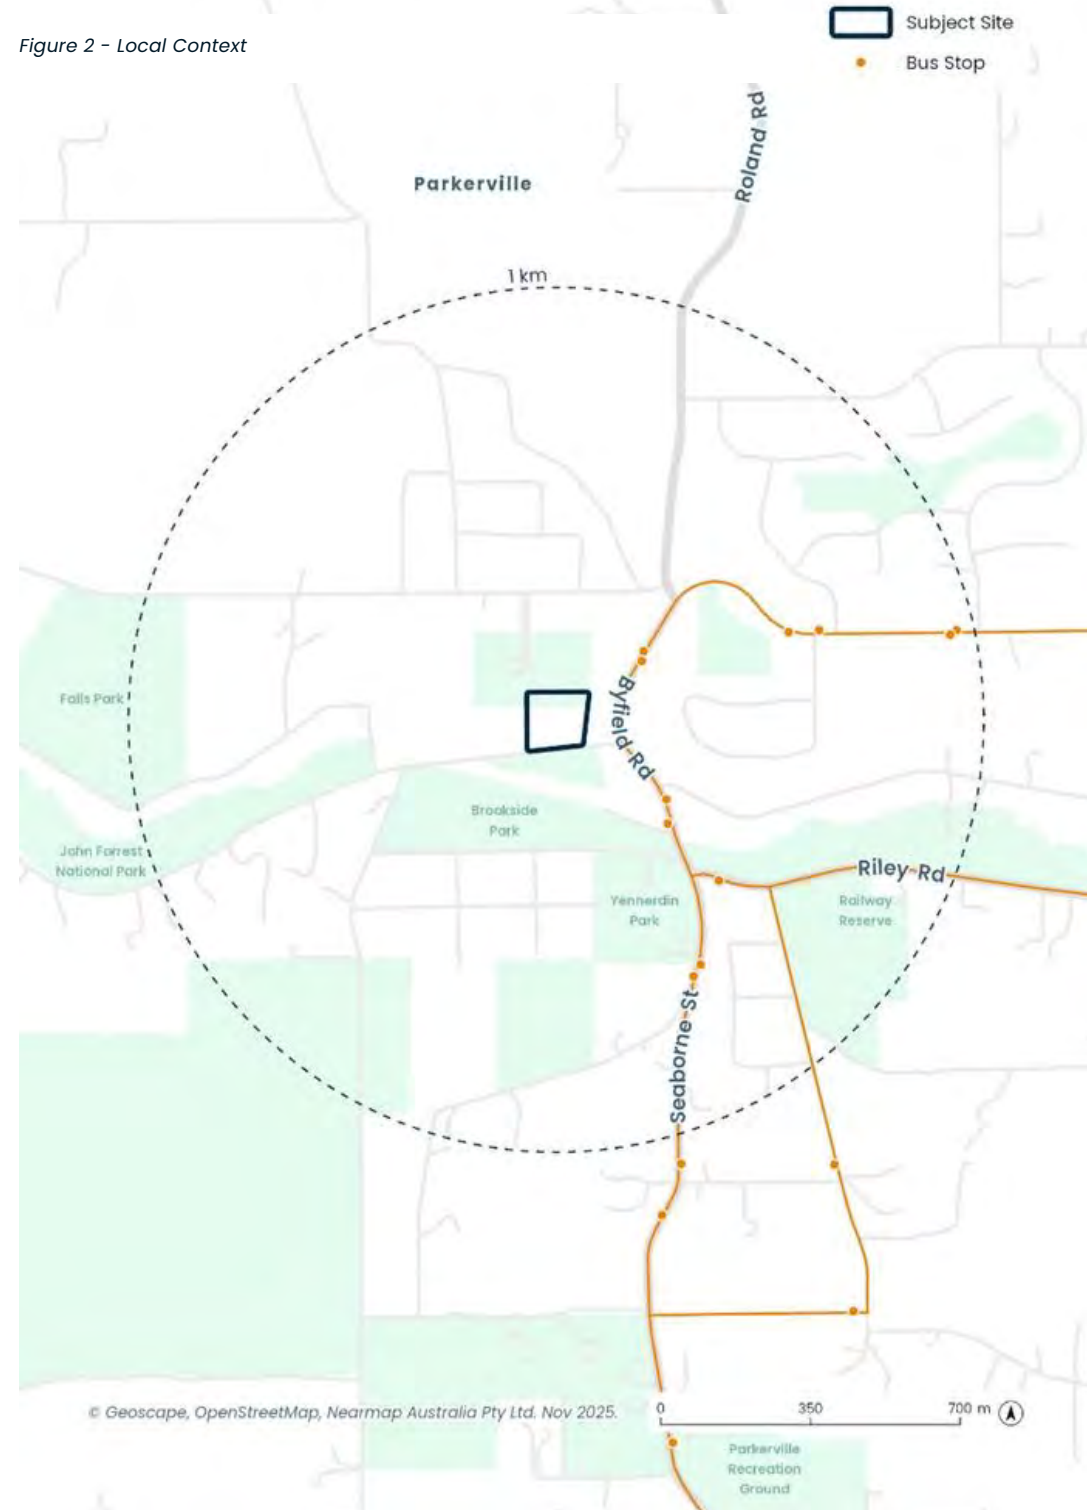 Subject Site
Figure 2 - Local Context
Bus Stop
Roland Rd
Parkerville
1 km
Byfield Rd
Falls Park
Brookside
Park
John Forrest
National Park
Riley Rd
Yennerdin
Park
Railway
Reserve
Seaborne St
© Geoscape, OpenStreetMap, Nearmap Australia Pty Ltd. Nov 2025.
0 350 700 m
Parkerville
Recreation
Ground